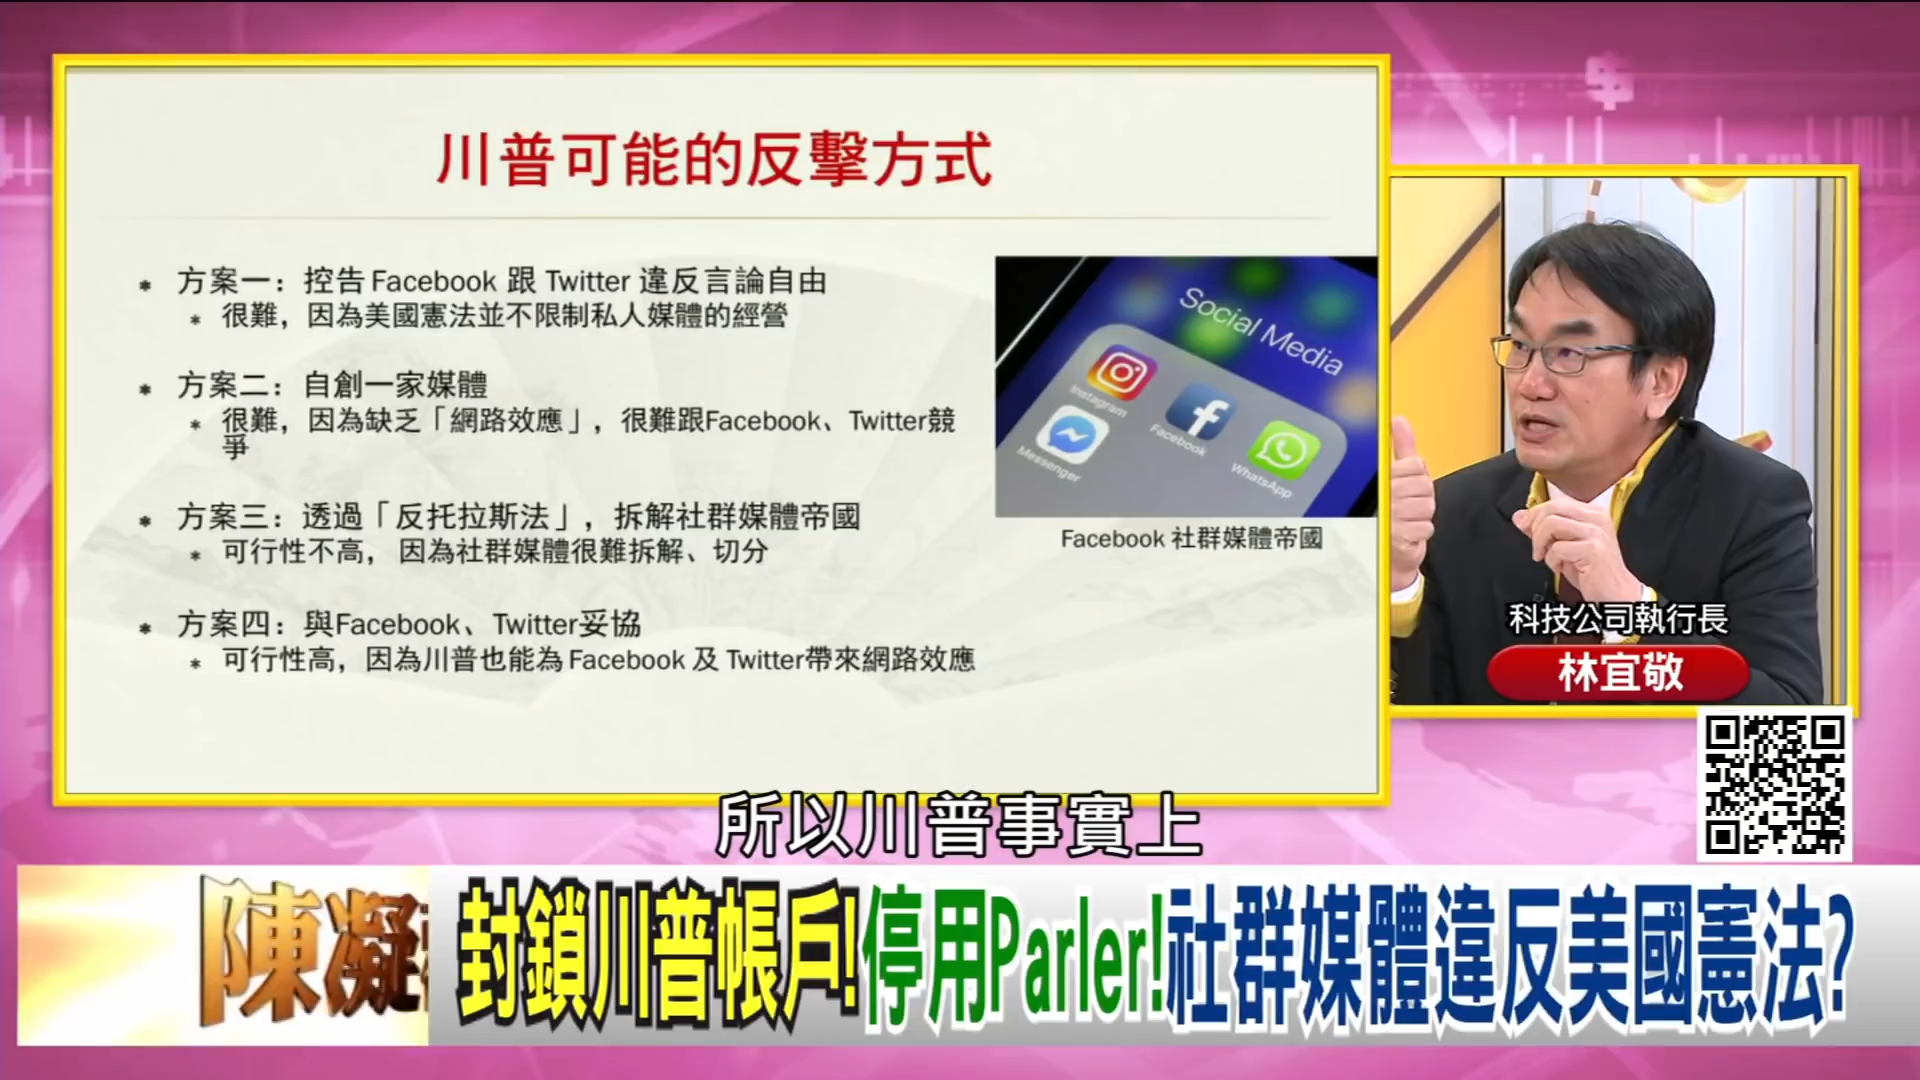 川普可能的反擊方式
* 方案一：控告 Facebook 跟 Twitter 違反言論自由
* 很難，因為美國憲法並不限制私人媒體的經營
* 方案二：自創一家媒體
* 很難，因為缺乏「網路效應」，很難跟Facebook、Twitter競
爭
* 方案三：透過「反托拉斯法」，拆解社群媒體帝國
* 可行性不高，因為社群媒體很難拆解、切分
* 方案四：與Facebook、Twitter妥協
* 可行性高，因為川普也能為 Facebook 及 Twitter帶來網路效應
Social Media
Instagram
Facebook
Messenger
WhatsApp
Facebook 社群媒體帝國
科技公司執行長
林宜敬
所以川普事實上
陳凝
封鎖川普帳戶!停用Parler!社群媒體違反美國憲法?